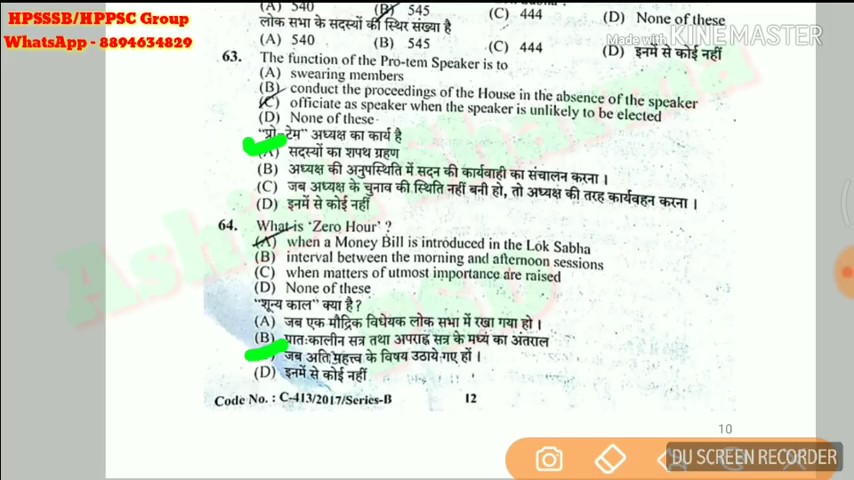 HPSSSB/HPPSC Group
WhatsApp - 8894634829
(A) 540 (B) 545 (C) 444 (D) None of these
लोक सभा के सदस्यों की स्थिर संख्या है
(A) 540 (B) 545 (C) 444 (D) इनमें से कोई नहीं
Made with KINEMASTER
63. The function of the Pro-tem Speaker is to
(A) swearing members
(B) conduct the proceedings of the House in the absence of the speaker
(C) officiate as speaker when the speaker is unlikely to be elected
(D) None of these
"प्रो-टेम" अध्यक्ष का कार्य है
(A) सदस्यों का शपथ ग्रहण
(B) अध्यक्ष की अनुपस्थिति में सदन की कार्यवाही का संचालन करना ।
(C) जब अध्यक्ष के चुनाव की स्थिति नहीं बनी हो, तो अध्यक्ष की तरह कार्यवहन करना ।
(D) इनमें से कोई नहीं
64. What is 'Zero Hour' ?
(A) when a Money Bill is introduced in the Lok Sabha
(B) interval between the morning and afternoon sessions
(C) when matters of utmost importance are raised
(D) None of these
"शून्य काल" क्या है?
(A) जब एक मौद्रिक विधेयक लोक सभा में रखा गया हो ।
(B) प्रातःकालीन सत्र तथा अपराह्न सत्र के मध्य का अंतराल
जब अति महत्त्व के विषय उठाये गए हों ।
(D) इनमें से कोई नहीं
Code No. : C-413/2017/Series-B 12
10
DU SCREEN RECORDER